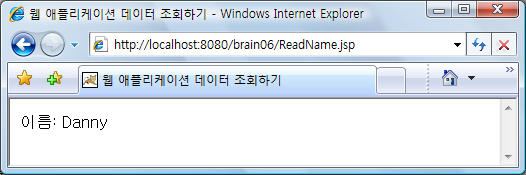 웹 애플리케이션 데이터 조회하기 - Windows Internet Explorer
http://localhost:8080/brain06/ReadName.jsp
웹 애플리케이션 데이터 조회하기
이름: Danny